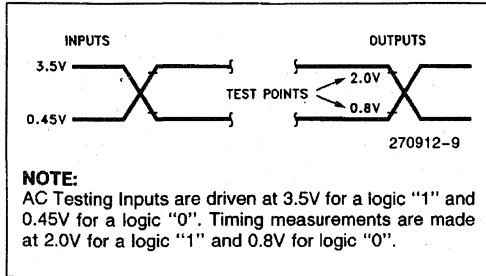 INPUTS OUTPUTS
3.5V 2.0V
TEST POINTS
0.45V 0.8V
270912-9
NOTE:
AC Testing Inputs are driven at 3.5V for a logic "1" and
0.45V for a logic "0". Timing measurements are made
at 2.0V for a logic "1" and 0.8V for logic "0".